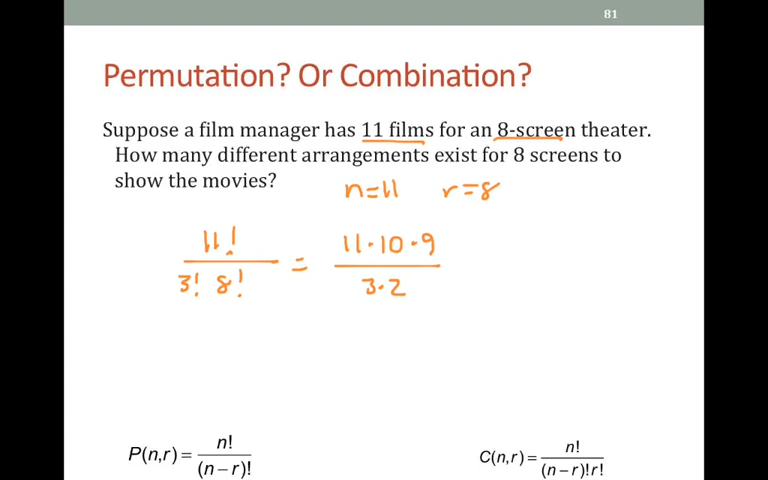 81
Permutation? Or Combination?
Suppose a film manager has 11 films for an 8-screen theater.
How many different arrangements exist for 8 screens to
show the movies?
n=11 r=8
11! / 3! 8! = 11·10·9 / 3·2
P(n,r) = n! / (n−r)!
C(n,r) = n! / (n−r)!r!